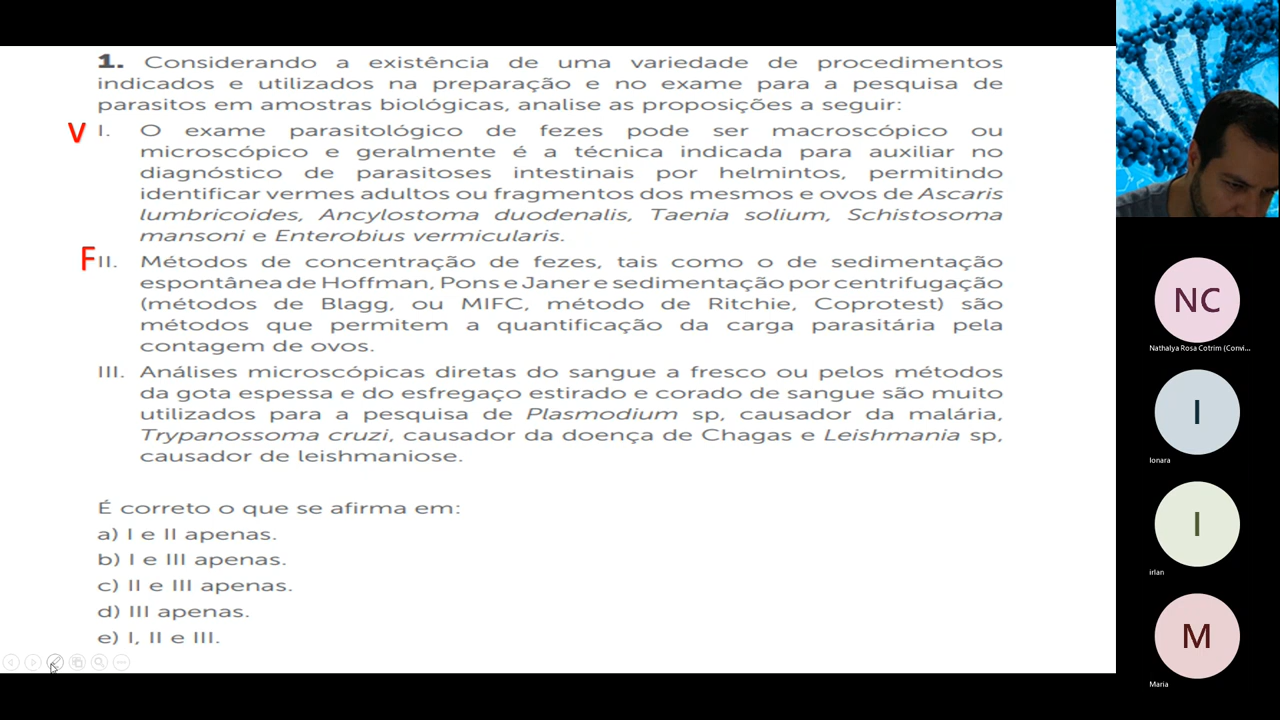 1. Considerando a existência de uma variedade de procedimentos
indicados e utilizados na preparação e no exame para a pesquisa de
parasitos em amostras biológicas, analise as proposições a seguir:
V I. O exame parasitológico de fezes pode ser macroscópico ou
microscópico e geralmente é a técnica indicada para auxiliar no
diagnóstico de parasitoses intestinais por helmintos, permitindo
identificar vermes adultos ou fragmentos dos mesmos e ovos de Ascaris
lumbricoides, Ancylostoma duodenalis, Taenia solium, Schistosoma
mansoni e Enterobius vermicularis.
F II. Métodos de concentração de fezes, tais como o de sedimentação
espontânea de Hoffman, Pons e Janer e sedimentação por centrifugação
(métodos de Blagg, ou MIFC, método de Ritchie, Coprotest) são
métodos que permitem a quantificação da carga parasitária pela
contagem de ovos.
III. Análises microscópicas diretas do sangue a fresco ou pelos métodos
da gota espessa e do esfregaço estirado e corado de sangue são muito
utilizados para a pesquisa de Plasmodium sp, causador da malária,
Trypanossoma cruzi, causador da doença de Chagas e Leishmania sp,
causador de leishmaniose.
É correto o que se afirma em:
a) I e II apenas.
b) I e III apenas.
c) II e III apenas.
d) III apenas.
e) I, II e III.
NC
Nathalya Rosa Cotrim (Convi...
I
Ionara
I
irlan
M
Maria